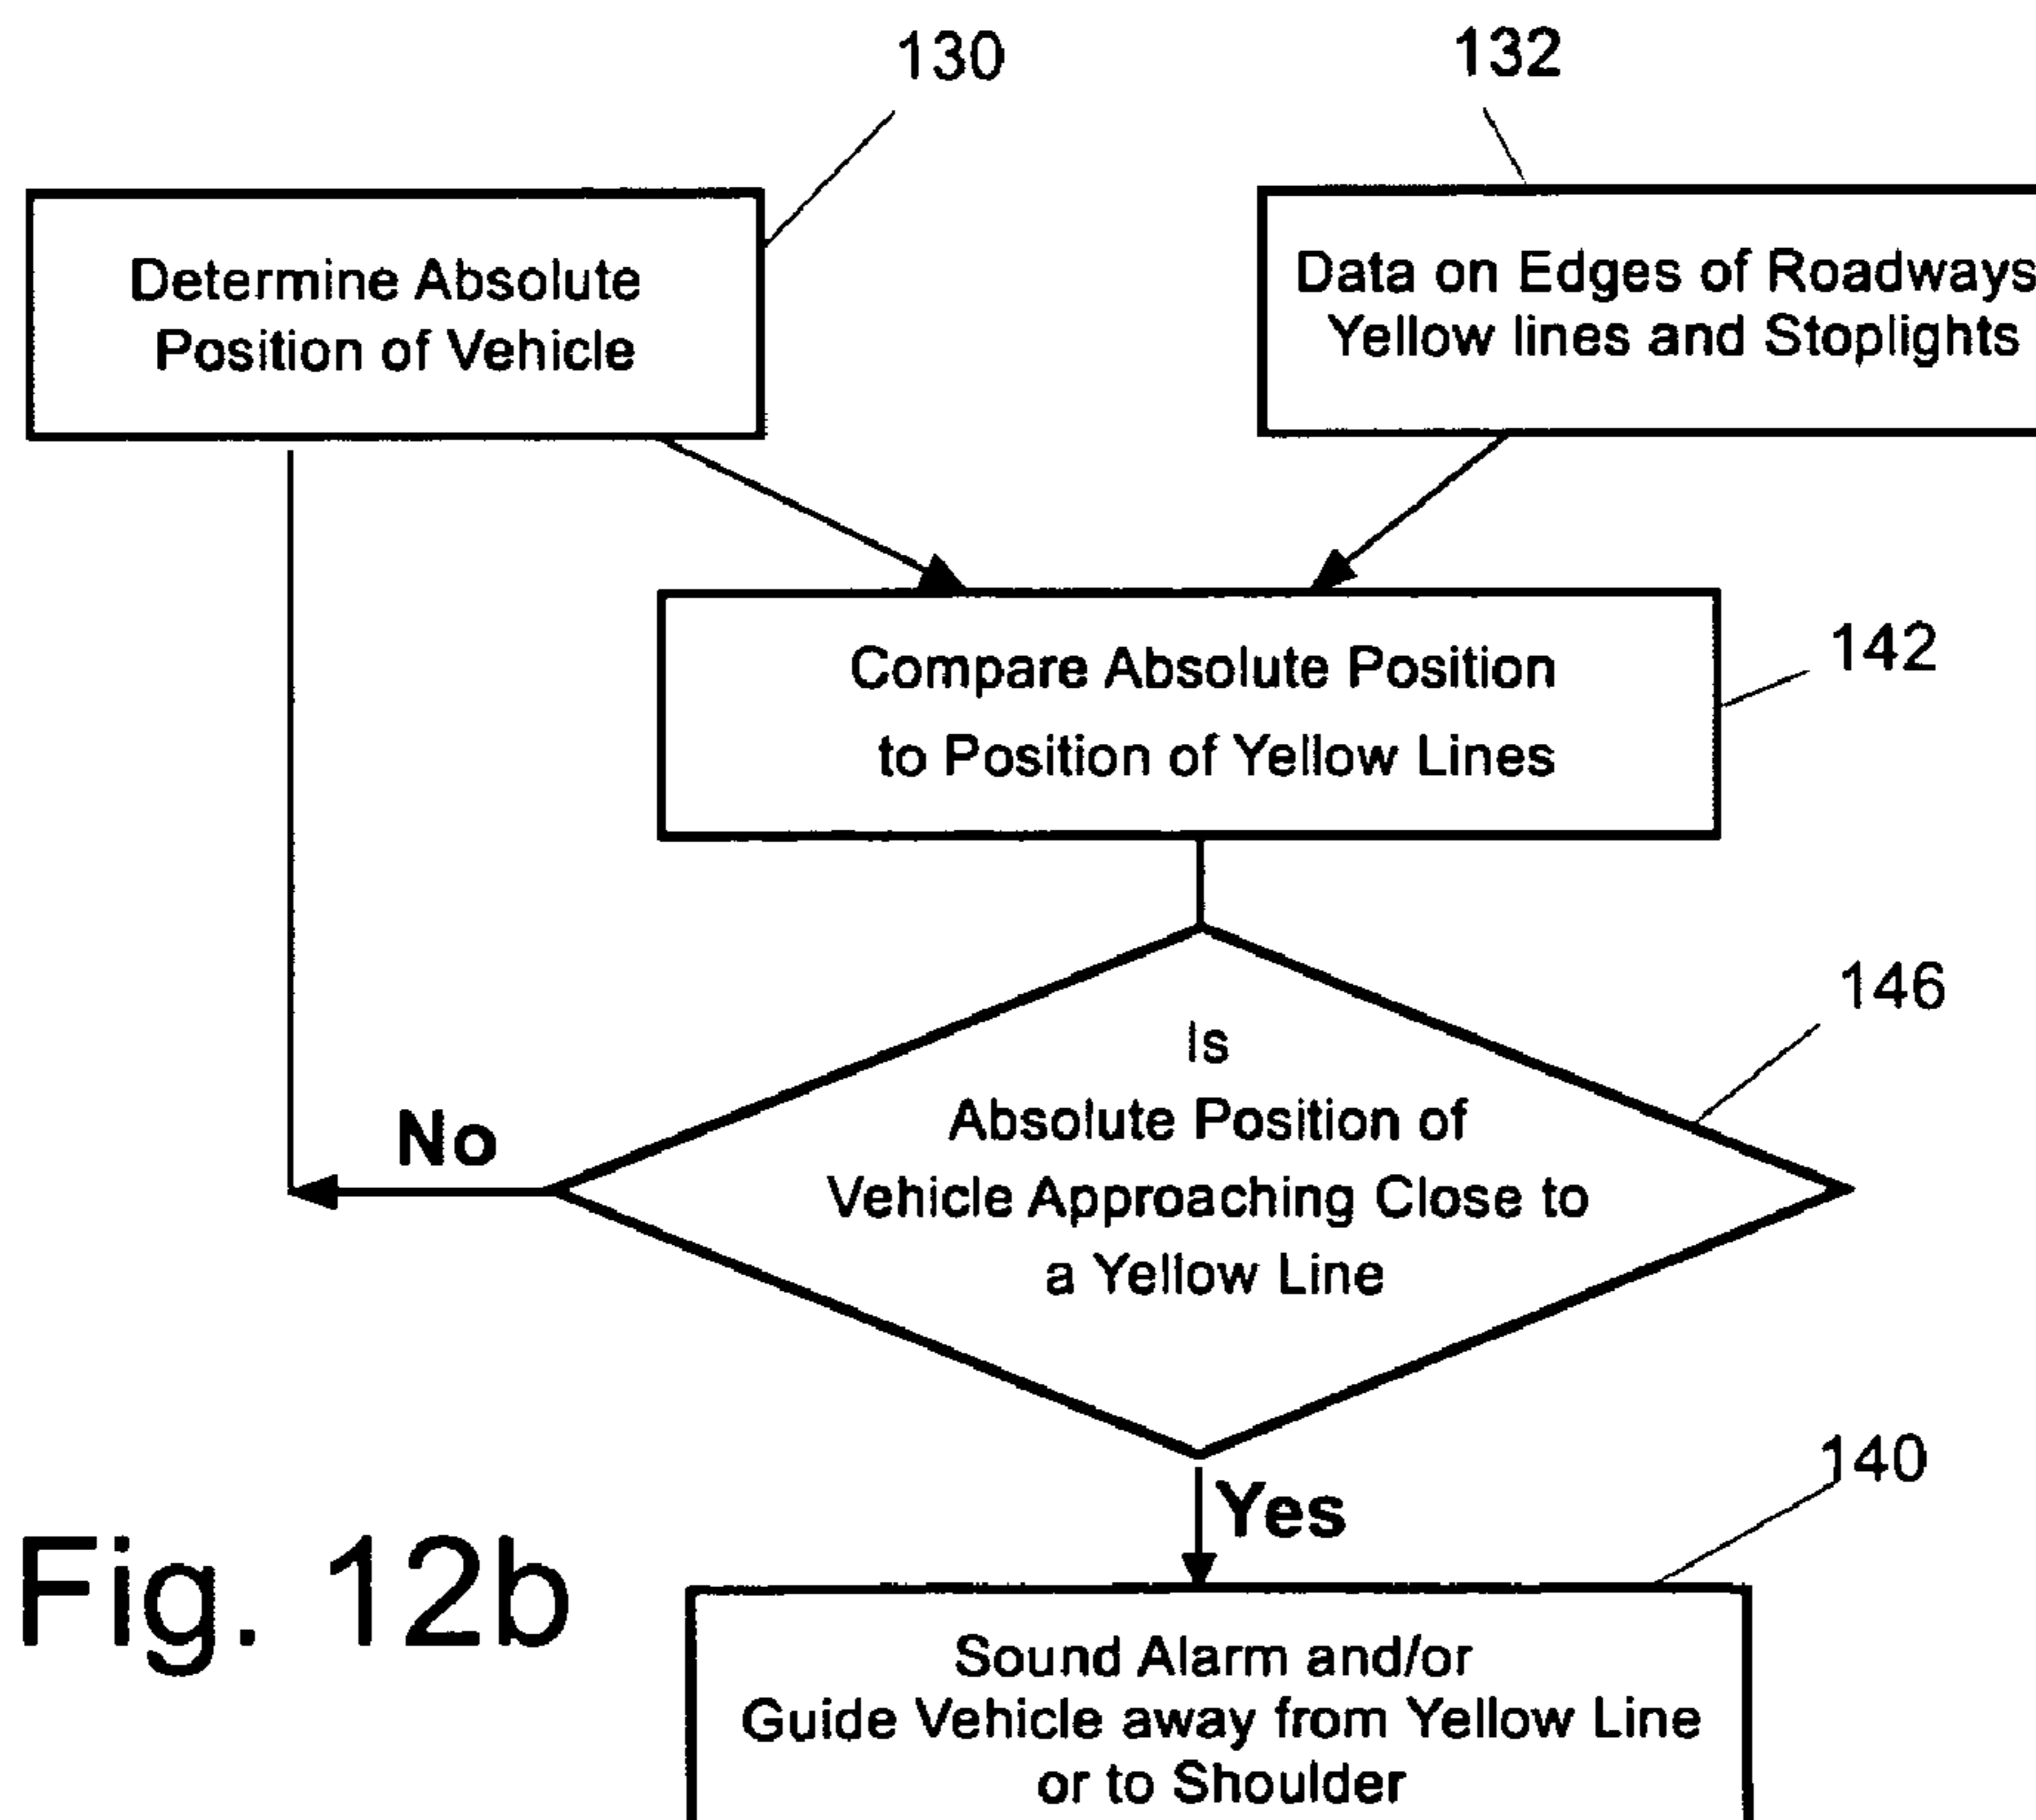 130
132
Determine Absolute
Position of Vehicle
Data on Edges of Roadways
Yellow lines and Stoplights
Compare Absolute Position
to Position of Yellow Lines
142
146
Is
Absolute Position of
Vehicle Approaching Close to
a Yellow Line
No
Yes
140
Fig. 12b
Sound Alarm and/or
Guide Vehicle away from Yellow Line
or to Shoulder